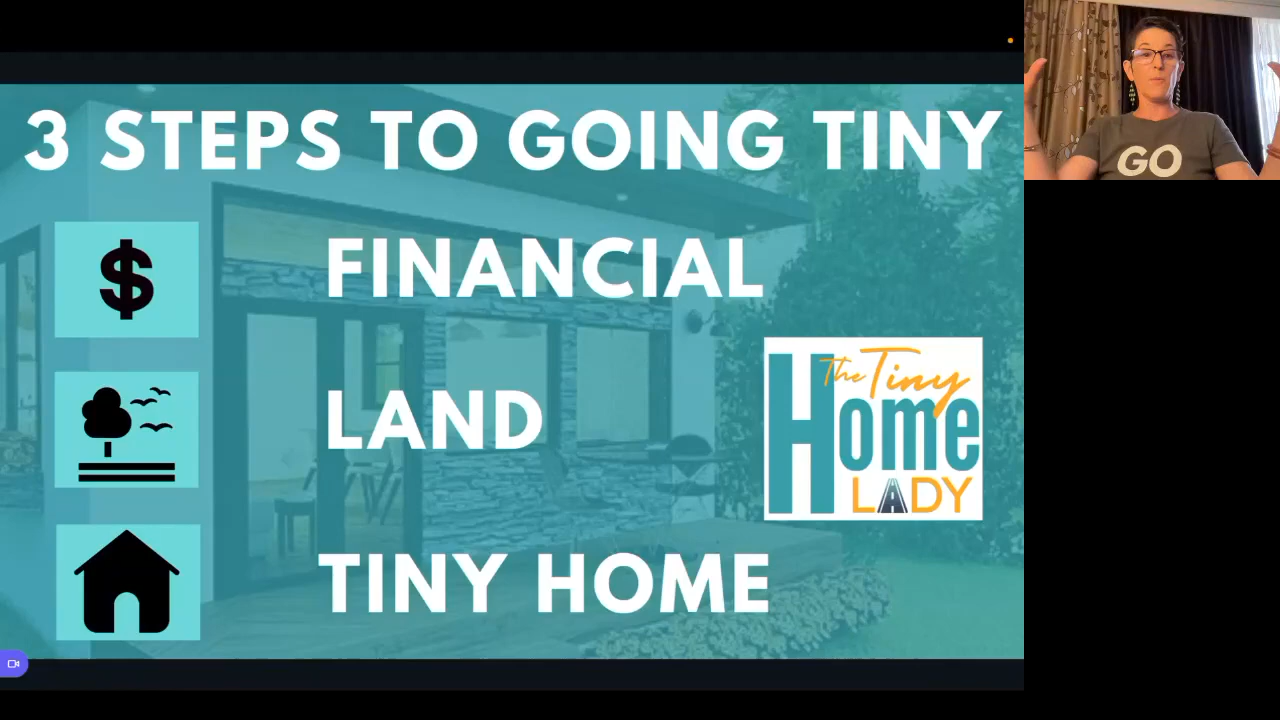 3 STEPS TO GOING TINY
$
FINANCIAL
LAND
The Tiny
Home
LADY
TINY HOME
GO